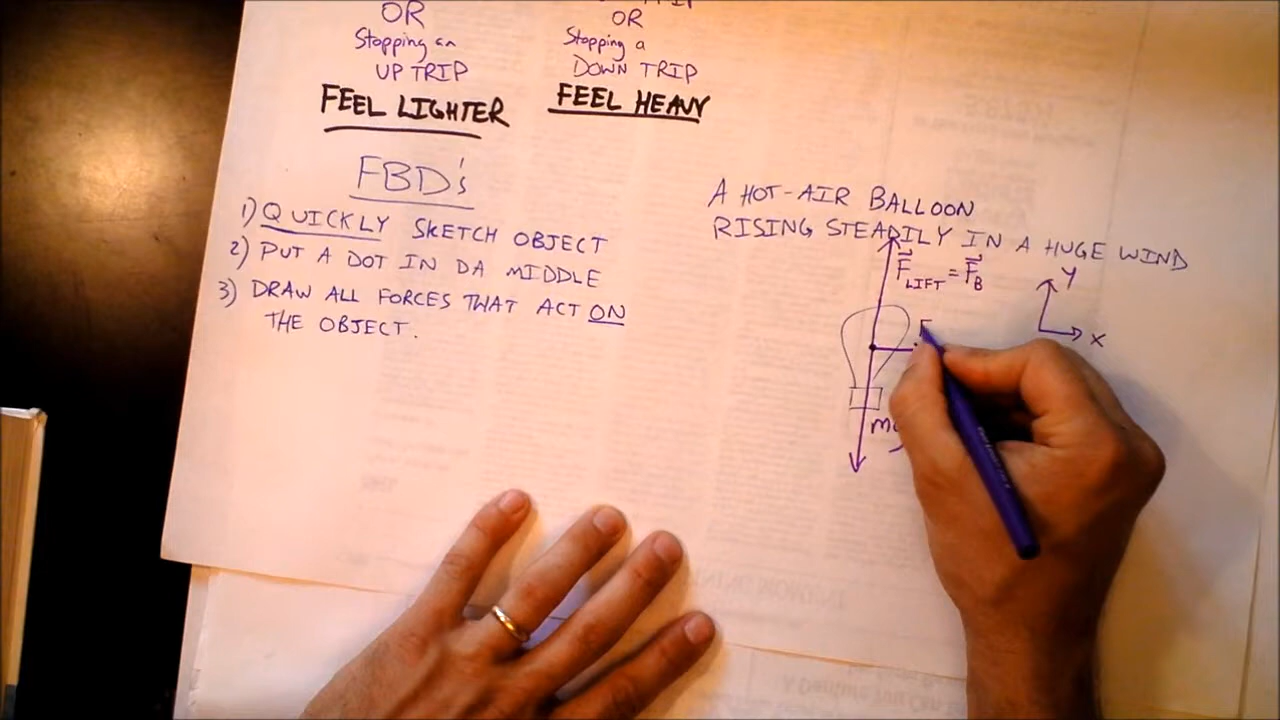 OR
Stopping an
UP TRIP
FEEL LIGHTER
OR
Stopping a
DOWN TRIP
FEEL HEAVY
FBD's
1) QUICKLY SKETCH OBJECT
2) PUT A DOT IN DA MIDDLE
3) DRAW ALL FORCES THAT ACT ON
THE OBJECT.
A HOT-AIR BALLOON
RISING STEADILY IN A HUGE WIND
F LIFT = F B
Y
X